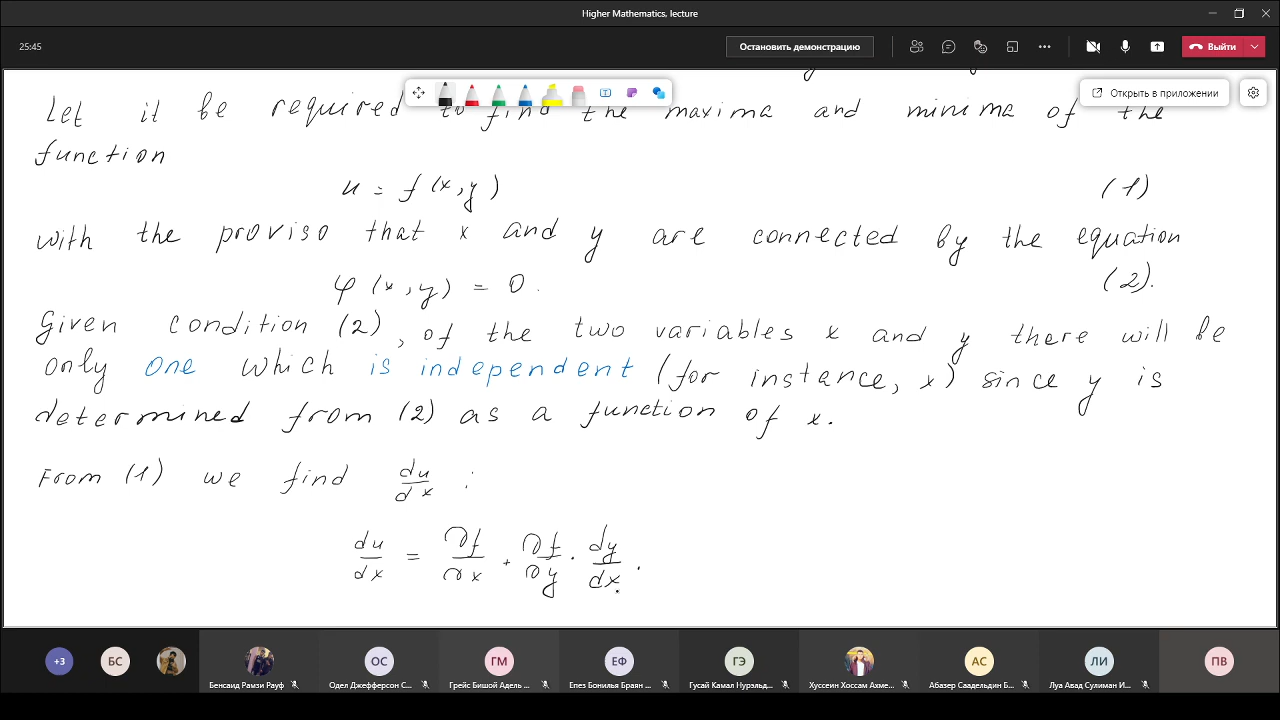 Higher Mathematics, lecture
25:45
Остановить демонстрацию
Выйти
Открыть в приложении
Let it be required to find the maxima and minima of the
function
u = f(x,y) (1)
with the proviso that x and y are connected by the equation
φ(x,y) = 0. (2).
Given condition (2), of the two variables x and y there will be
only one which is independent (for instance, x) since y is
determined from (2) as a function of x.
From (1) we find du/dx :
du/dx = ∂f/∂x + ∂f/∂y · dy/dx .
+3 БС ОС ГМ ЕФ ГЭ АС ЛИ ПВ
Бенсаид Рамзи Рауф Одел Джефферсон С... Грейс Бишой Адель ... Епез Бонилья Браян ... Гусай Камал Нурэльд... Хуссеин Хоссам Ахме... Абазер Саадельдин Б... Луа Авад Сулиман И...